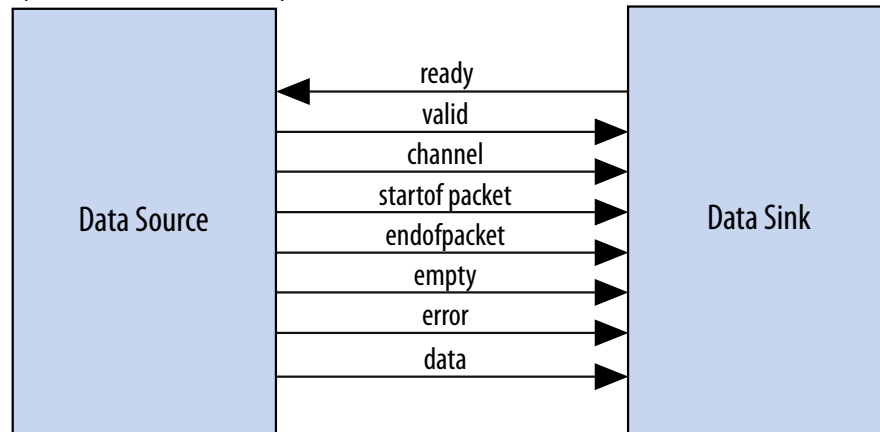 ready
valid
channel
startof packet
endofpacket
empty
error
data
Data Source
Data Sink